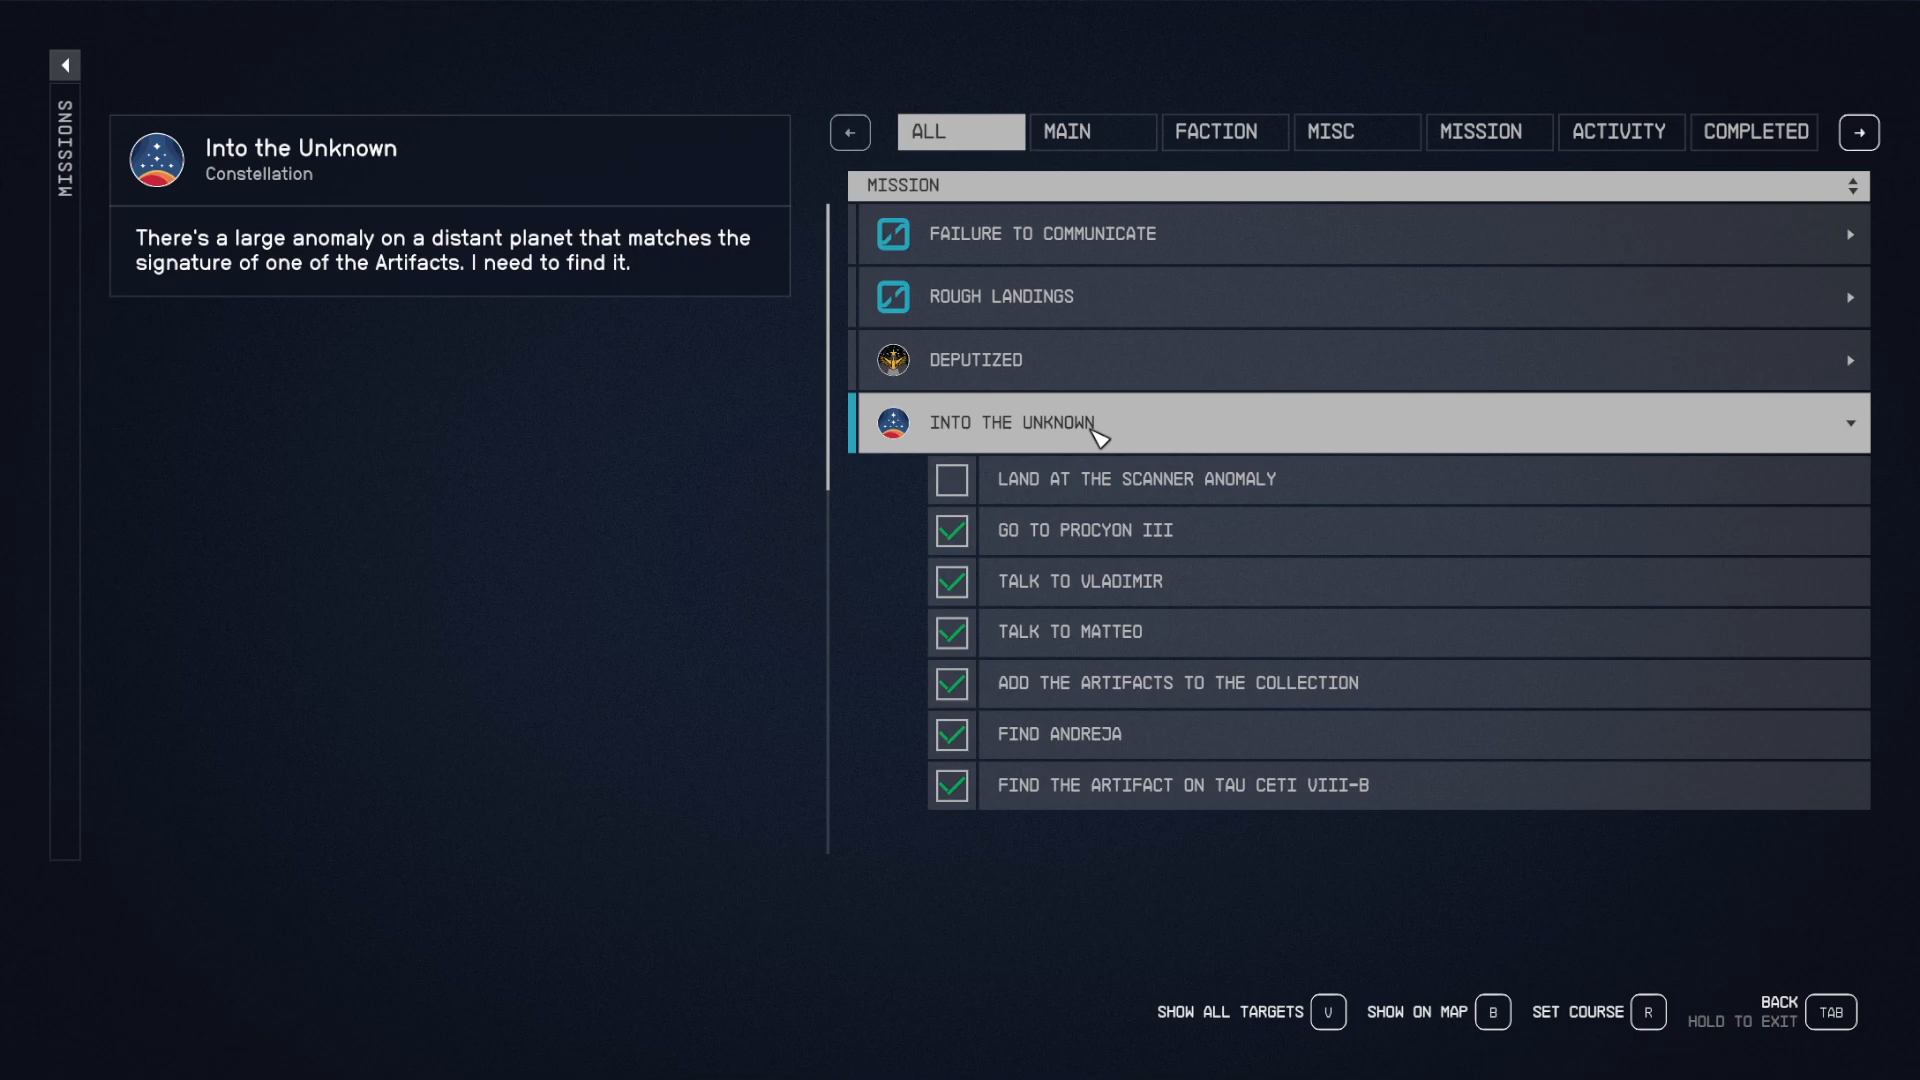 MISSIONS
Into the Unknown
Constellation
There's a large anomaly on a distant planet that matches the
signature of one of the Artifacts. I need to find it.
ALL MAIN FACTION MISC MISSION ACTIVITY COMPLETED
MISSION
FAILURE TO COMMUNICATE
ROUGH LANDINGS
DEPUTIZED
INTO THE UNKNOWN
LAND AT THE SCANNER ANOMALY
GO TO PROCYON III
TALK TO VLADIMIR
TALK TO MATTEO
ADD THE ARTIFACTS TO THE COLLECTION
FIND ANDREJA
FIND THE ARTIFACT ON TAU CETI VIII-B
SHOW ALL TARGETS V SHOW ON MAP B SET COURSE R BACK TAB
HOLD TO EXIT